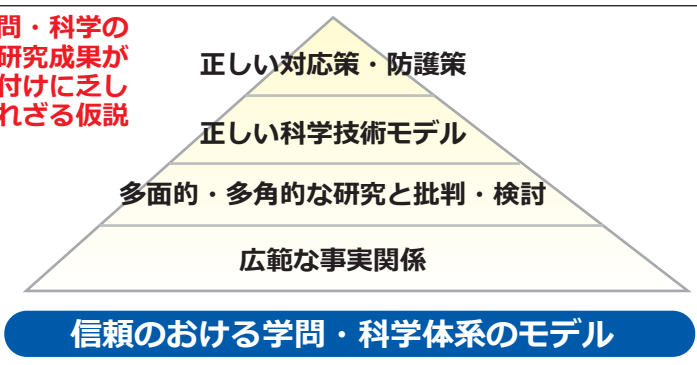 問・科学の
研究成果が
付けに乏し
れざる仮説
正しい対応策・防護策
正しい科学技術モデル
多面的・多角的な研究と批判・検討
広範な事実関係
信頼のおける学問・科学体系のモデル